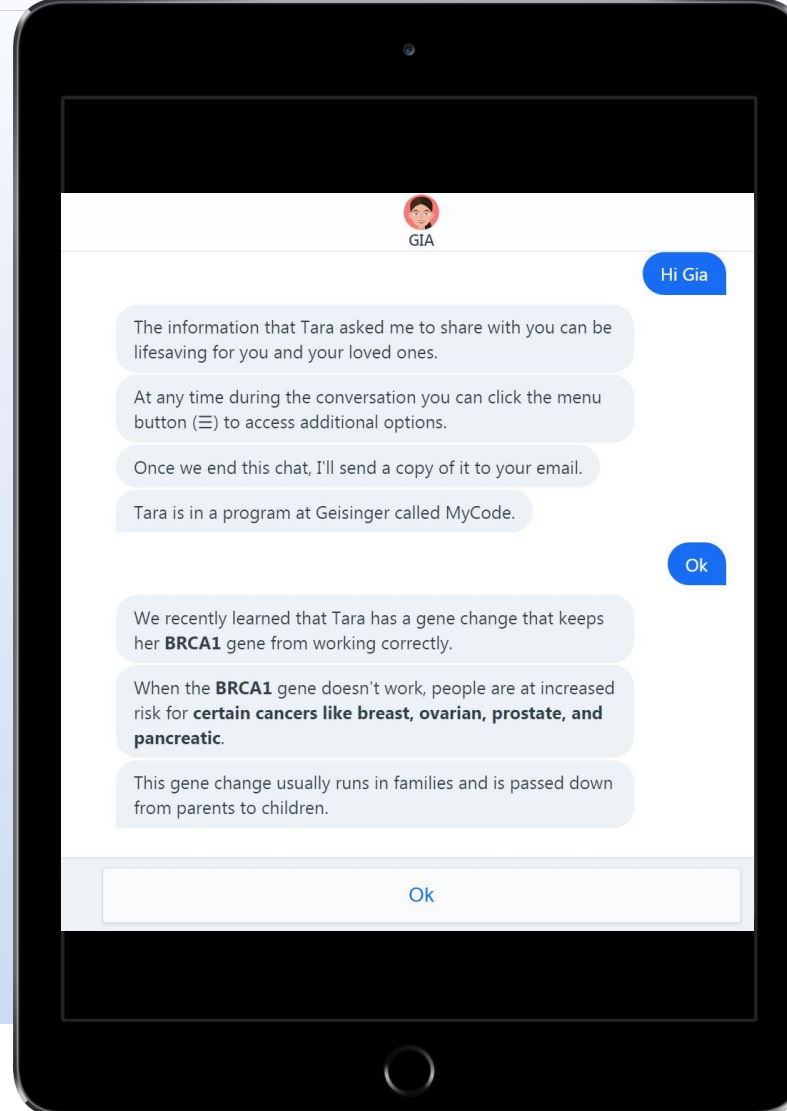 GIA
Hi Gia
The information that Tara asked me to share with you can be
lifesaving for you and your loved ones.
At any time during the conversation you can click the menu
button (☰) to access additional options.
Once we end this chat, I'll send a copy of it to your email.
Tara is in a program at Geisinger called MyCode.
Ok
We recently learned that Tara has a gene change that keeps
her BRCA1 gene from working correctly.
When the BRCA1 gene doesn't work, people are at increased
risk for certain cancers like breast, ovarian, prostate, and
pancreatic.
This gene change usually runs in families and is passed down
from parents to children.
Ok